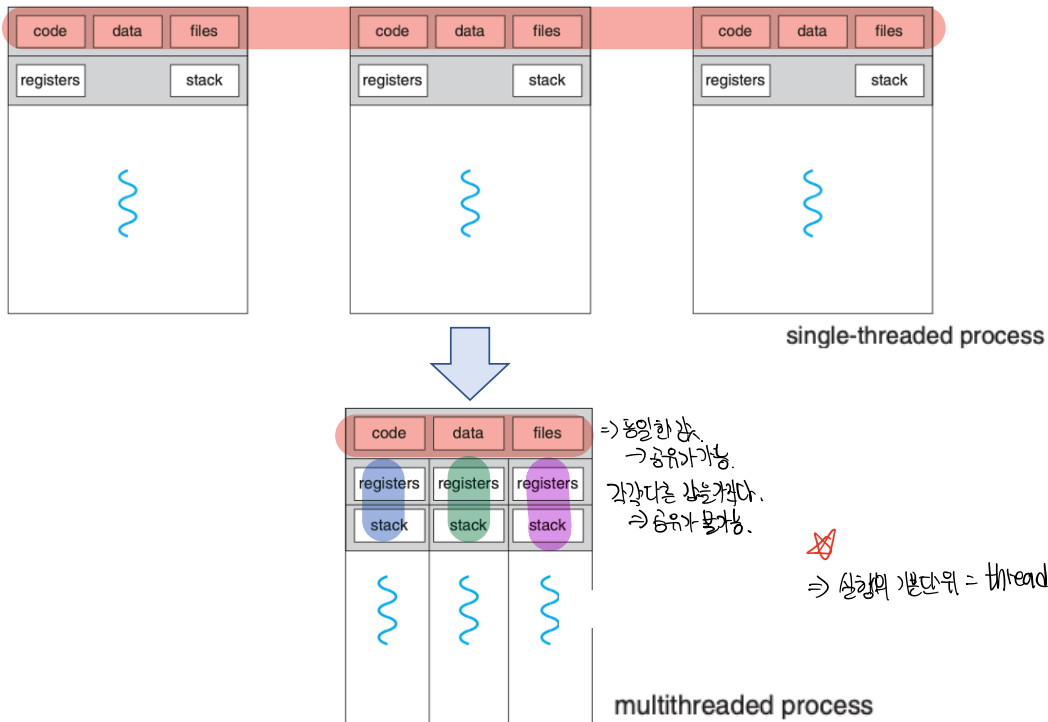 code data files code data files code data files
registers stack registers stack registers stack
single-threaded process
code data files
⇒ 동일한 값.
→ 공유가 가능.
registers registers registers
각각 다른 값을 가진다.
stack stack stack
⇒ 공유가 불가능.
⇒ 실행의 기본단위 = thread
multithreaded process